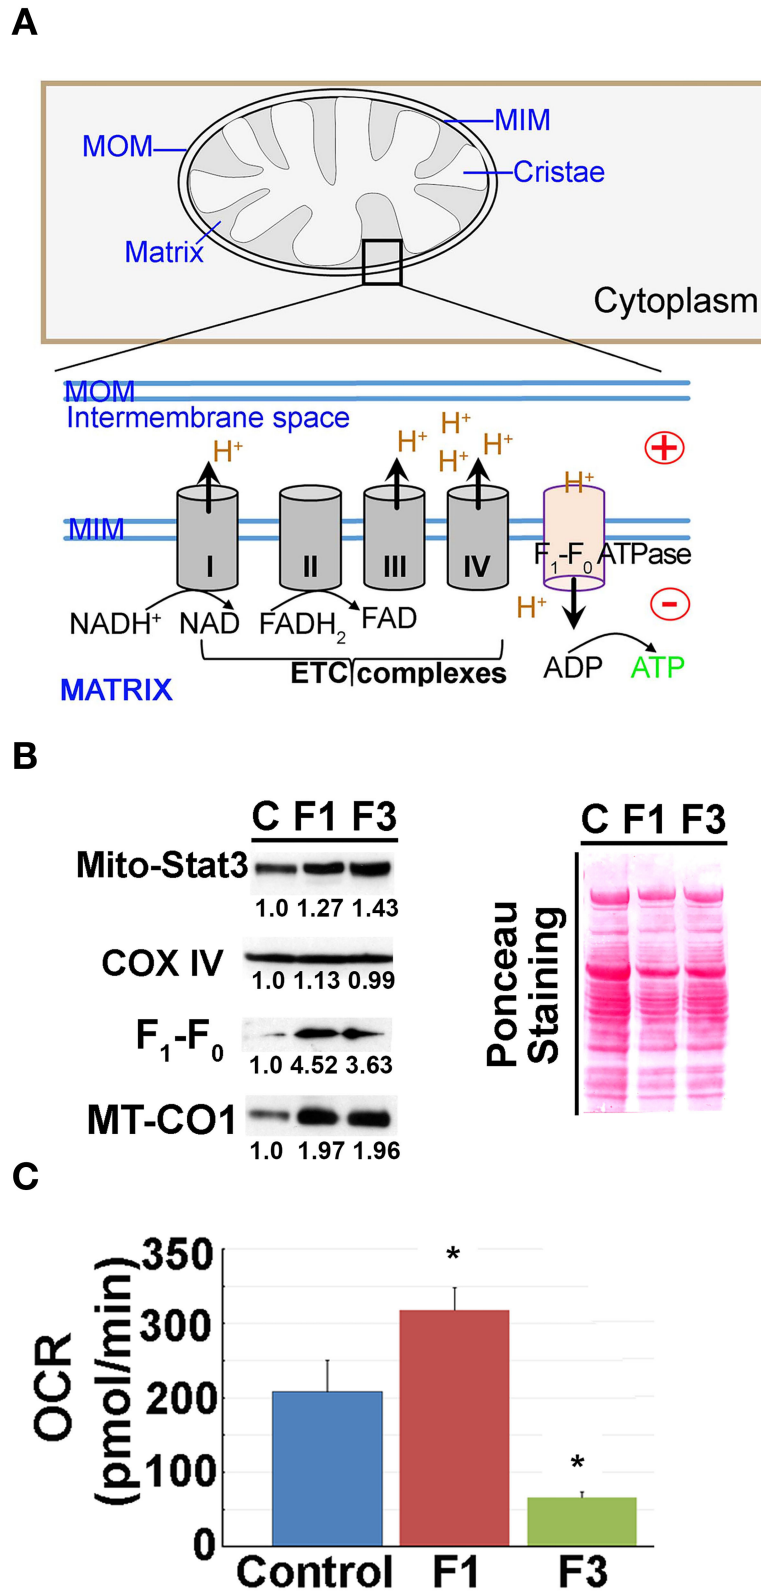 A
MOM
MIM
Cristae
Matrix
Cytoplasm
MOM
Intermembrane space
H+
H+
H+
H+
H+
H+
+
MIM
I
II
III
IV
F1-F0 ATPase
H+
-
NADH+
NAD
FADH2
FAD
ADP
ATP
ETC complexes
MATRIX
B
C F1 F3
Mito-Stat3
1.0 1.27 1.43
COX IV
1.0 1.13 0.99
F1-F0
1.0 4.52 3.63
MT-CO1
1.0 1.97 1.96
C F1 F3
Ponceau
Staining
C
OCR
(pmol/min)
350
300
200
100
0
*
*
Control F1 F3